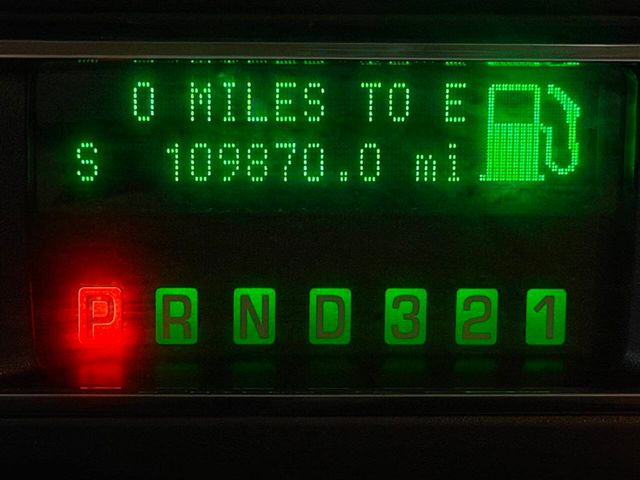 0 MILES TO E
S 109870.0 mi
P R N D 3 2 1